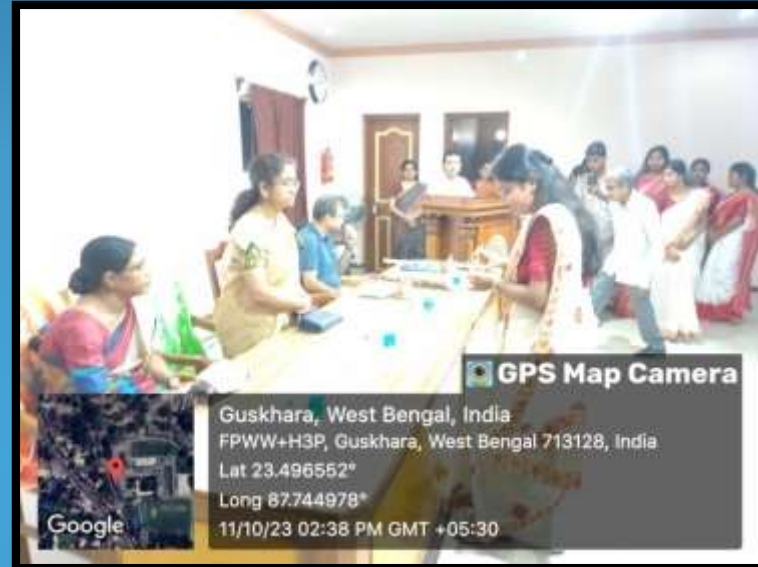 GPS Map Camera
Guskhara, West Bengal, India
FPWW+H3P, Guskhara, West Bengal 713128, India
Lat 23.496552°
Long 87.744978°
11/10/23 02:38 PM GMT +05:30
Google